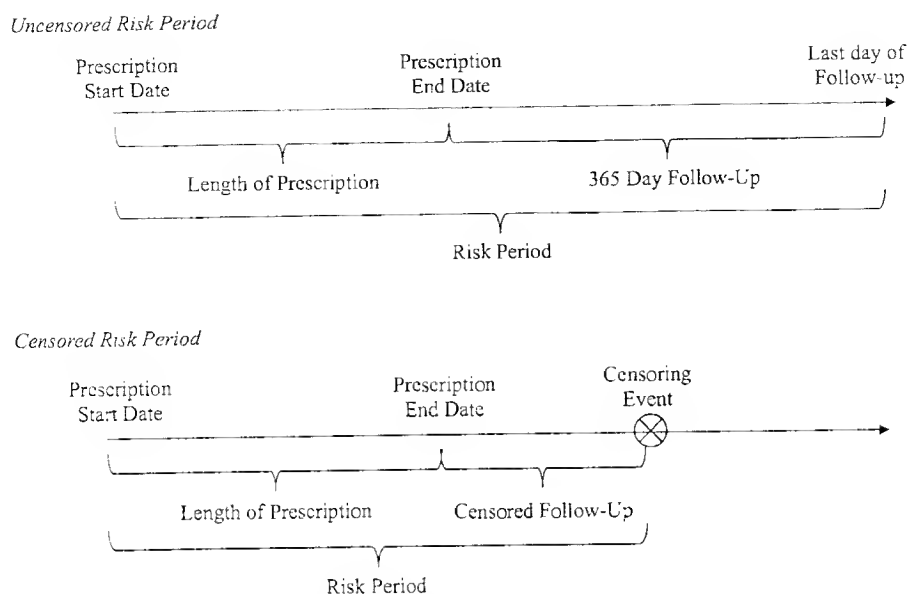 Uncensored Risk Period
Prescription
Start Date
Prescription
End Date
Last day of
Follow-up
Length of Prescription
365 Day Follow-Up
Risk Period
Censored Risk Period
Prescription
Start Date
Prescription
End Date
Censoring
Event
Length of Prescription
Censored Follow-Up
Risk Period